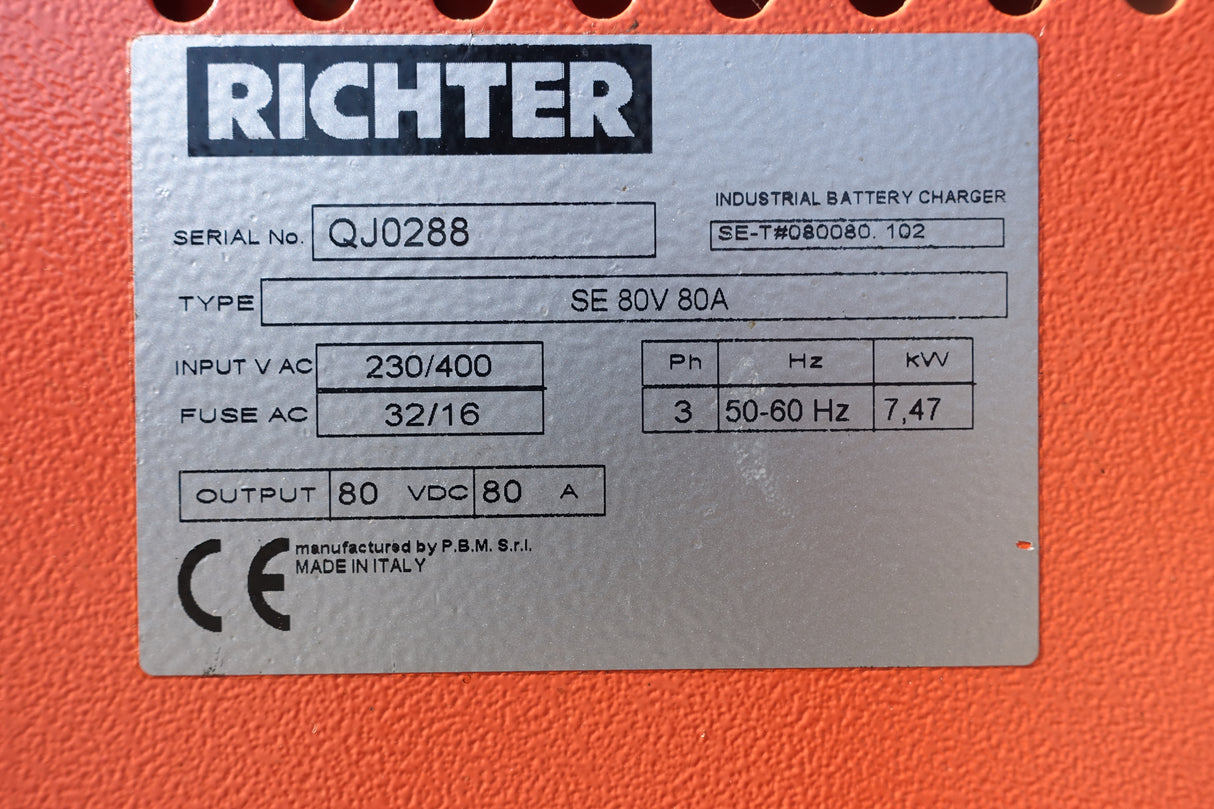 RICHTER
INDUSTRIAL BATTERY CHARGER
SERIAL No. QJ0288
SE-T#080080. 102
TYPE SE 80V 80A
INPUT V AC 230/400
Ph Hz kW
FUSE AC 32/16
3 50-60 Hz 7,47
OUTPUT 80 VDC 80 A
CE manufactured by P.B.M. S.r.l.
MADE IN ITALY